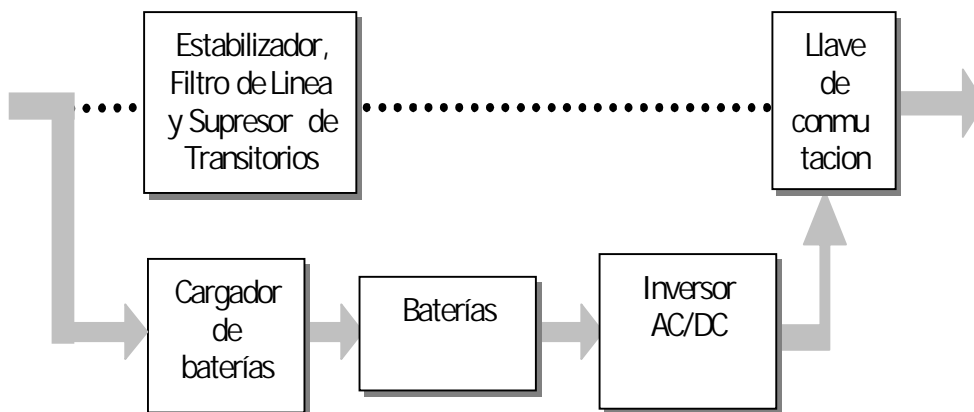 Estabilizador,
Filtro de Linea
y Supresor de
Transitorios
Llave
de
conmu
tacion
Cargador
de
baterías
Baterías
Inversor
AC/DC